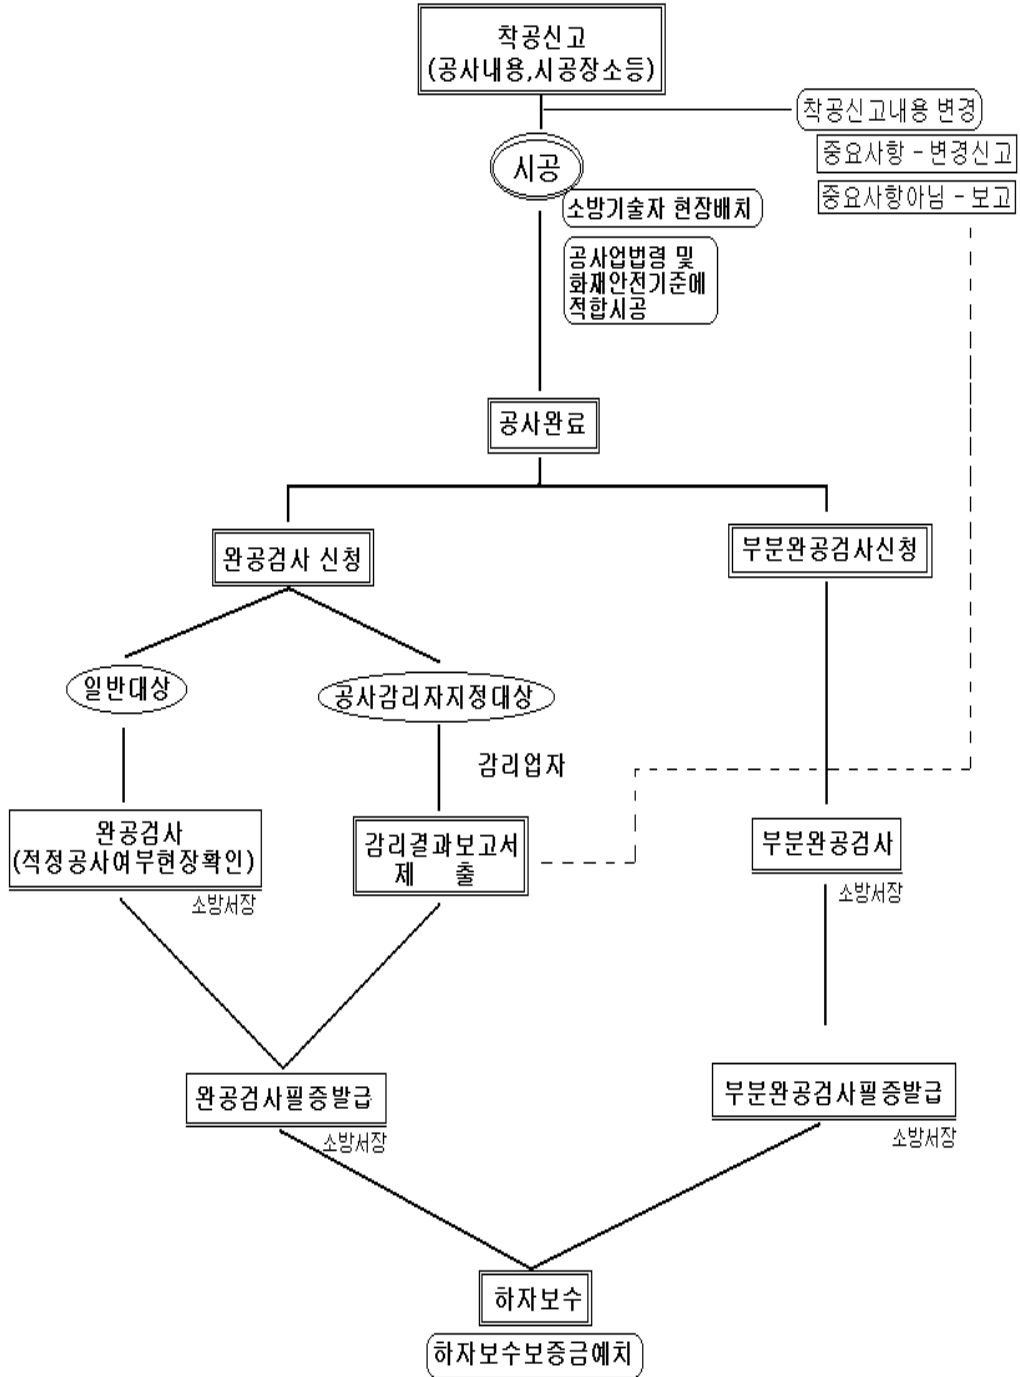 착공신고
(공사내용,시공장소등)
착공신고내용 변경
중요사항 - 변경신고
중요사항아님 - 보고
시공
소방기술자 현장배치
공사업법령 및
화재안전기준에
적합시공
공사완료
완공검사 신청
부분완공검사신청
일반대상
공사감리자지정대상
감리업자
완공검사
(적정공사여부현장확인)
소방서장
감리결과보고서
제 출
부분완공검사
소방서장
완공검사필증발급
소방서장
부분완공검사필증발급
소방서장
하자보수
하자보수보증금예치